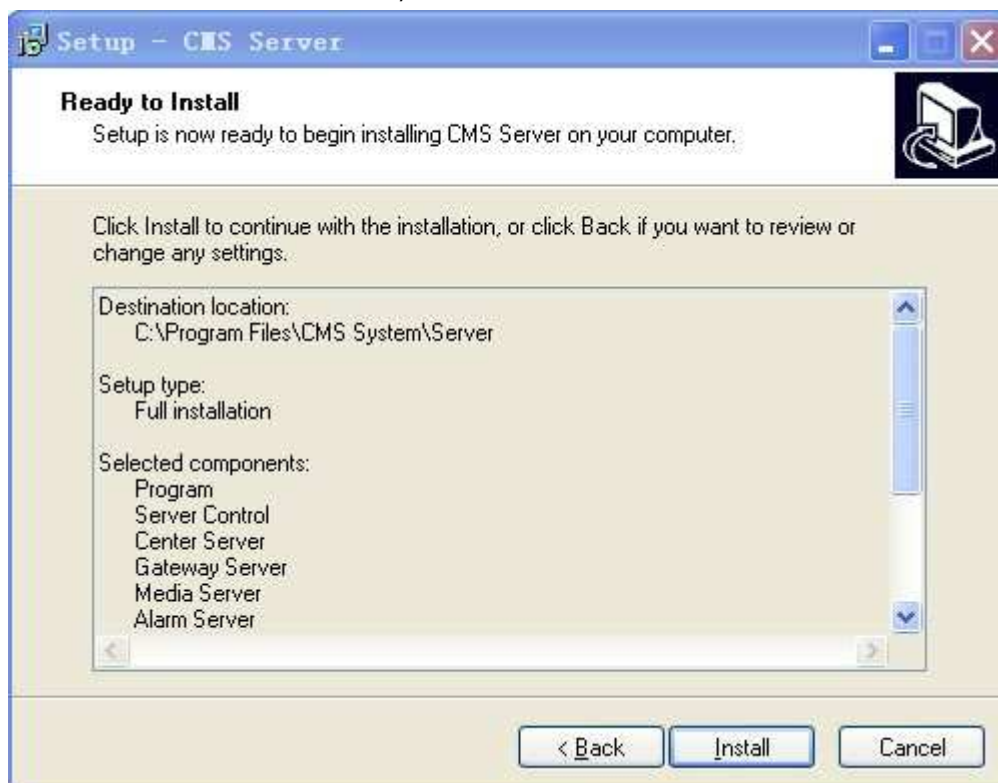 Setup - CMS Server
Ready to Install
Setup is now ready to begin installing CMS Server on your computer.
Click Install to continue with the installation, or click Back if you want to review or
change any settings.
Destination location:
C:\Program Files\CMS System\Server
Setup type:
Full installation
Selected components:
Program
Server Control
Center Server
Gateway Server
Media Server
Alarm Server
< Back
Install
Cancel